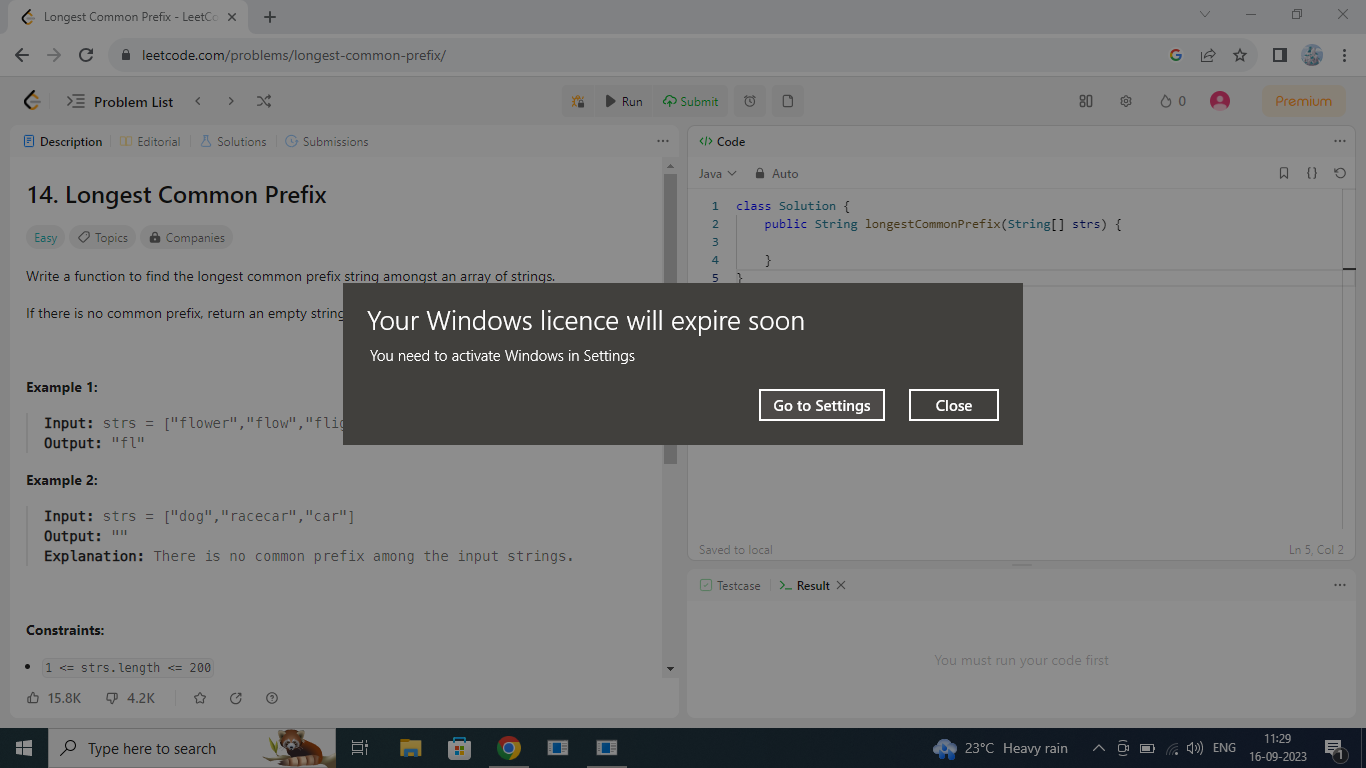 Longest Common Prefix - LeetCo
leetcode.com/problems/longest-common-prefix/
Problem List
Run
Submit
0
Premium
Description
Editorial
Solutions
Submissions
14. Longest Common Prefix
Easy
Topics
Companies
Write a function to find the longest common prefix string amongst an array of strings.
If there is no common prefix, return an empty string
Example 1:
Input: strs = ["flower","flow","flig
Output: "fl"
Example 2:
Input: strs = ["dog","racecar","car"]
Output: ""
Explanation: There is no common prefix among the input strings.
Constraints:
1 <= strs.length <= 200
15.8K
4.2K
</> Code
Java
Auto
1 class Solution {
2 public String longestCommonPrefix(String[] strs) {
3
4 }
5 }
Saved to local
Ln 5, Col 2
Testcase
Result
You must run your code first
Your Windows licence will expire soon
You need to activate Windows in Settings
Go to Settings
Close
Type here to search
23°C Heavy rain
ENG
11:29
16-09-2023
1